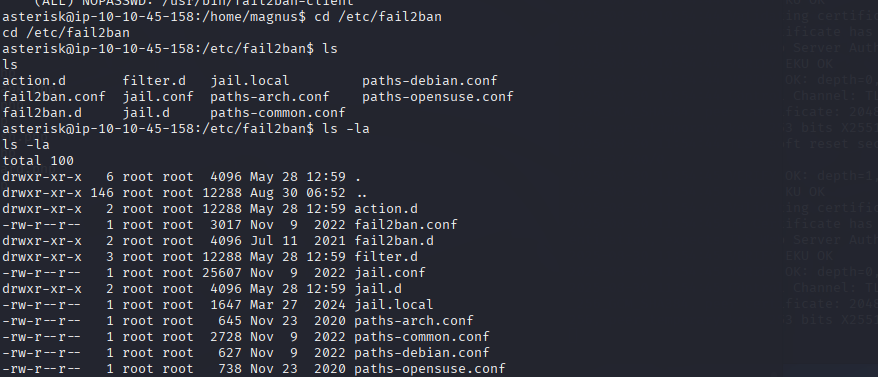 (ALL) NOPASSWD: /usr/bin/fail2ban-client
asterisk@ip-10-10-45-158:/home/magnus$ cd /etc/fail2ban
cd /etc/fail2ban
asterisk@ip-10-10-45-158:/etc/fail2ban$ ls
ls
action.d       filter.d   jail.local         paths-debian.conf
fail2ban.conf  jail.conf  paths-arch.conf    paths-opensuse.conf
fail2ban.d     jail.d     paths-common.conf
asterisk@ip-10-10-45-158:/etc/fail2ban$ ls -la
ls -la
total 100
drwxr-xr-x   6 root root  4096 May 28 12:59 .
drwxr-xr-x 146 root root 12288 Aug 30 06:52 ..
drwxr-xr-x   2 root root 12288 May 28 12:59 action.d
-rw-r--r--   1 root root  3017 Nov  9  2022 fail2ban.conf
drwxr-xr-x   2 root root  4096 Jul 11  2021 fail2ban.d
drwxr-xr-x   3 root root 12288 May 28 12:59 filter.d
-rw-r--r--   1 root root 25607 Nov  9  2022 jail.conf
drwxr-xr-x   2 root root  4096 May 28 12:59 jail.d
-rw-r--r--   1 root root  1647 Mar 27  2024 jail.local
-rw-r--r--   1 root root   645 Nov 23  2020 paths-arch.conf
-rw-r--r--   1 root root  2728 Nov  9  2022 paths-common.conf
-rw-r--r--   1 root root   627 Nov  9  2022 paths-debian.conf
-rw-r--r--   1 root root   738 Nov 23  2020 paths-opensuse.conf